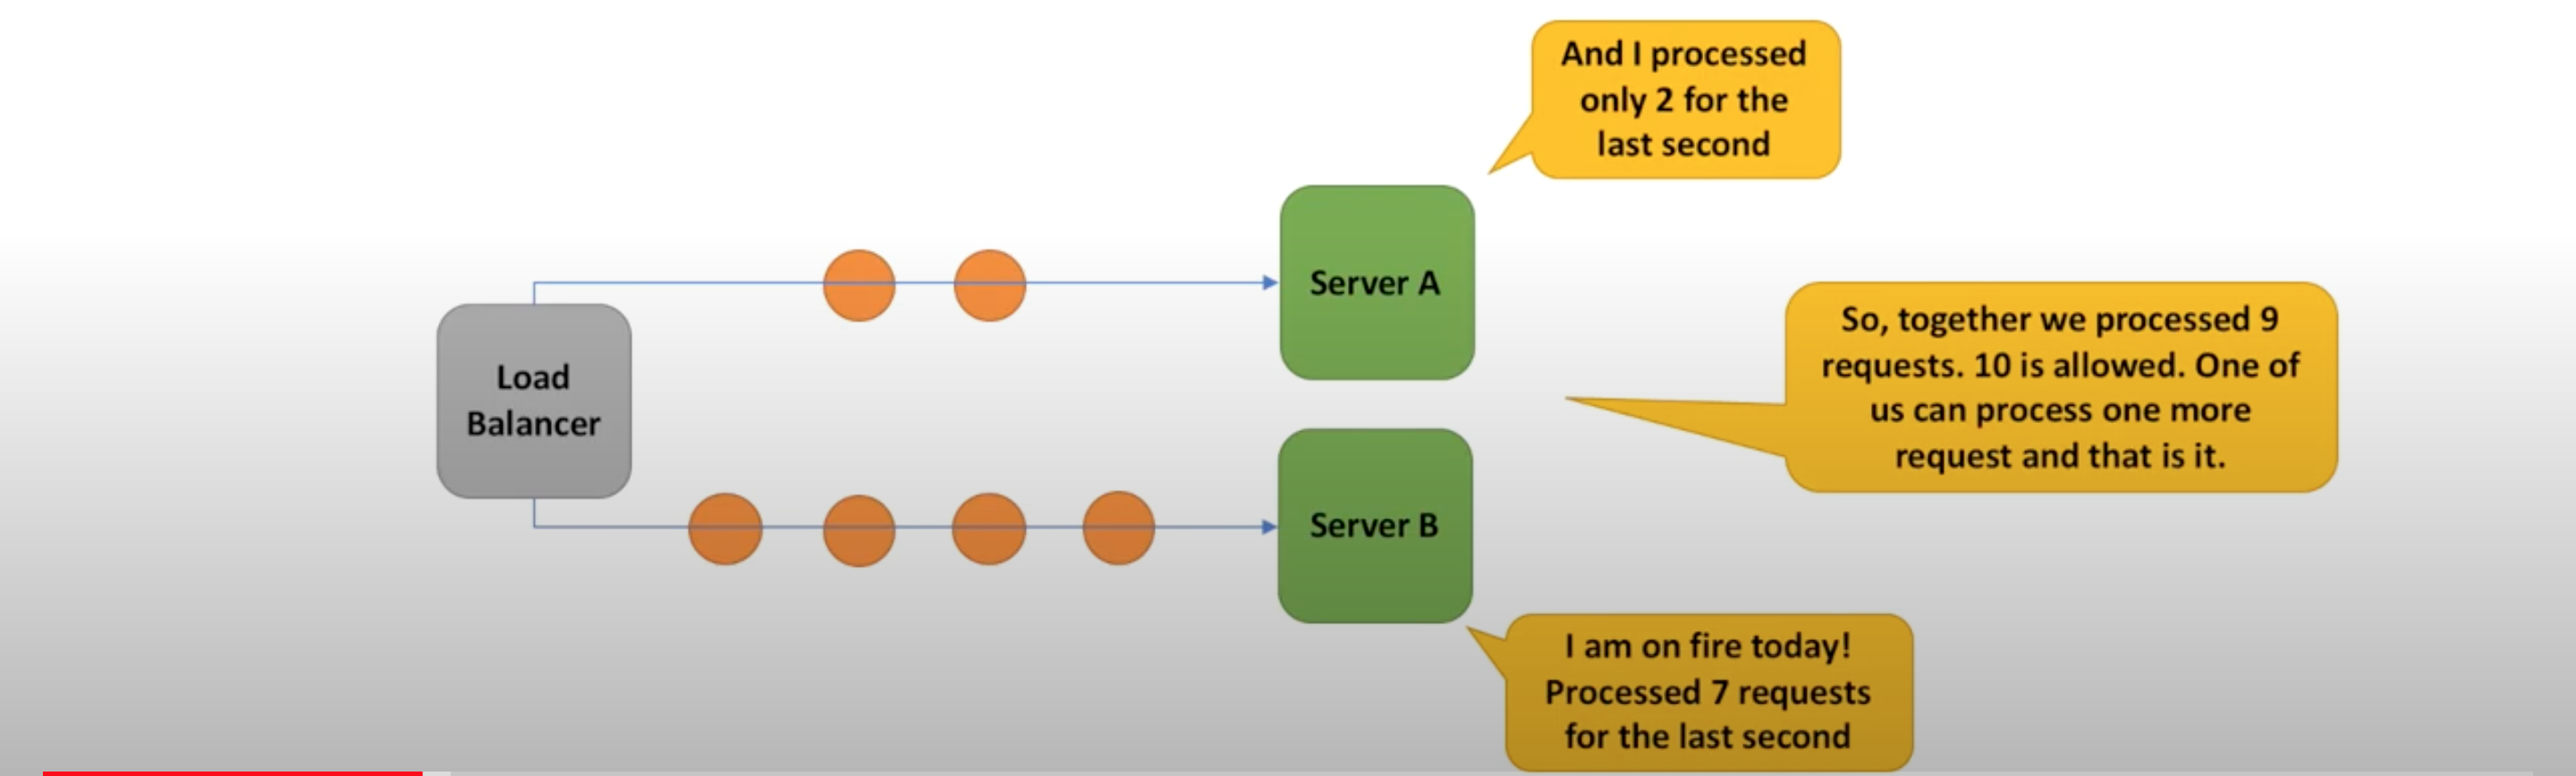 And I processed
only 2 for the
last second
Server A
Load
Balancer
So, together we processed 9
requests. 10 is allowed. One of
us can process one more
request and that is it.
Server B
I am on fire today!
Processed 7 requests
for the last second